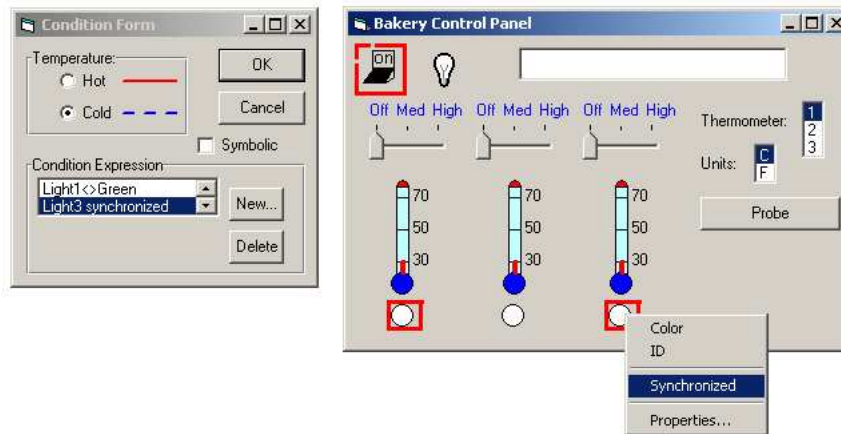 Condition Form
Temperature:
Hot
Cold
OK
Cancel
Symbolic
Condition Expression
Light1<>Green
Light3 synchronized
New...
Delete
Bakery Control Panel
on
Off Med High Off Med High Off Med High
Thermometer: 1
2
3
Units: C
F
70 70 70
50 50 50
30 30 30
Probe
Color
ID
Synchronized
Properties...